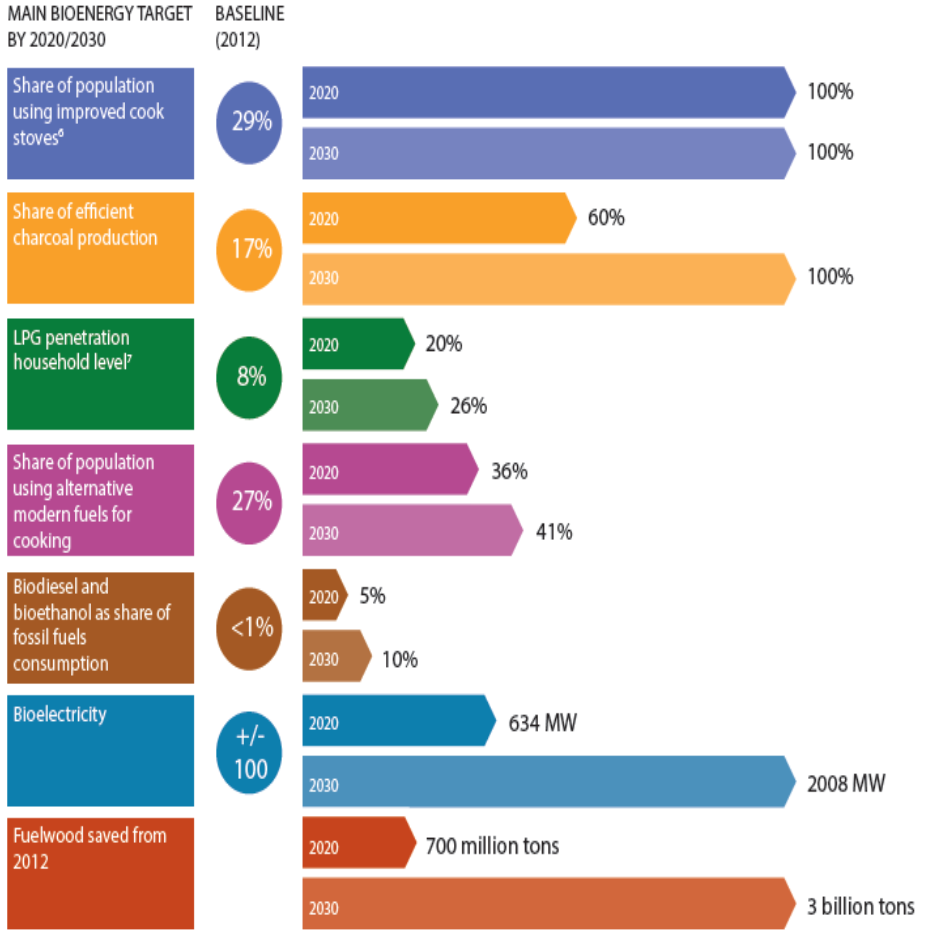 MAIN BIOENERGY TARGET
BY 2020/2030
BASELINE
(2012)
Share of population
using improved cook
stoves⁶
29%
2020
100%
2030
100%
Share of efficient
charcoal production
17%
2020
60%
2030
100%
LPG penetration
household level⁷
8%
2020
20%
2030
26%
Share of population
using alternative
modern fuels for
cooking
27%
2020
36%
2030
41%
Biodiesel and
bioethanol as share of
fossil fuels
consumption
<1%
2020
5%
2030
10%
Bioelectricity
+/-
100
2020
634 MW
2030
2008 MW
Fuelwood saved from
2012
2020
700 million tons
2030
3 billion tons